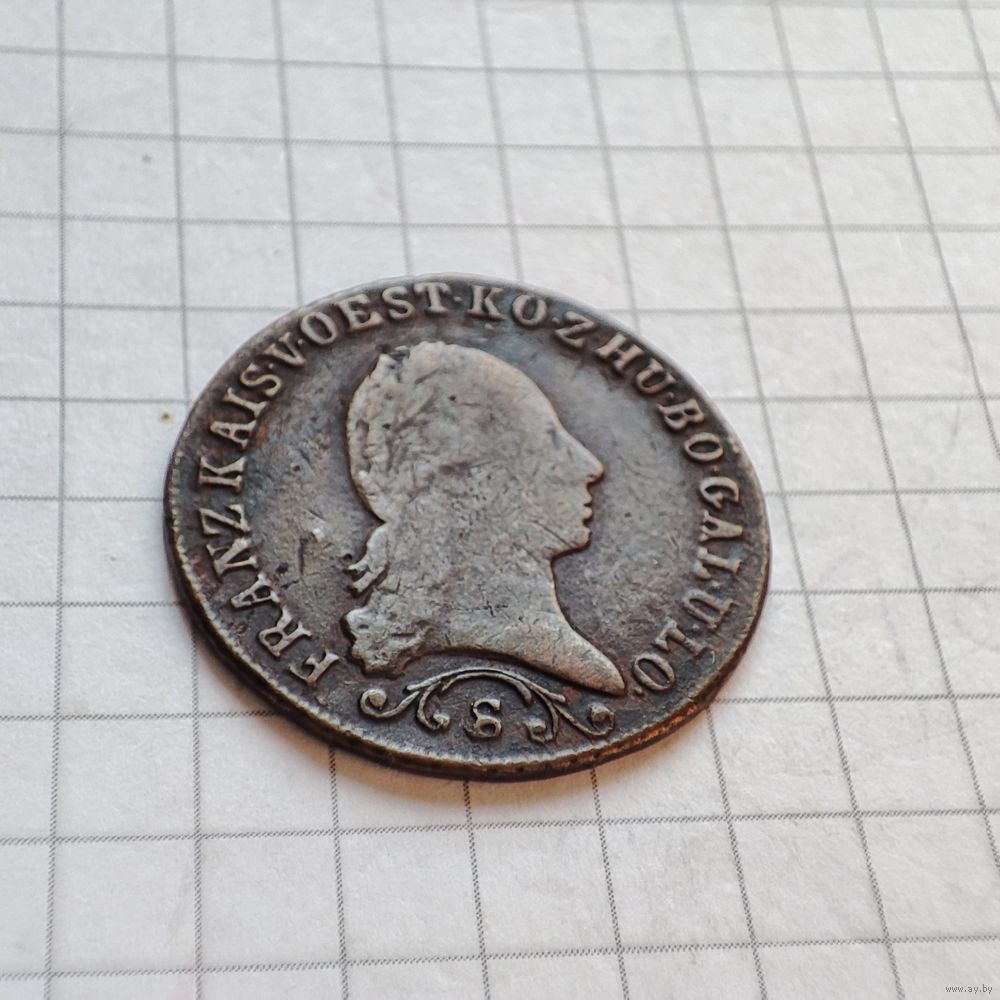 FRANZ KAIS·V·OEST·KO·Z HU·BO·GAL·U·LO·
S
www.ay.by